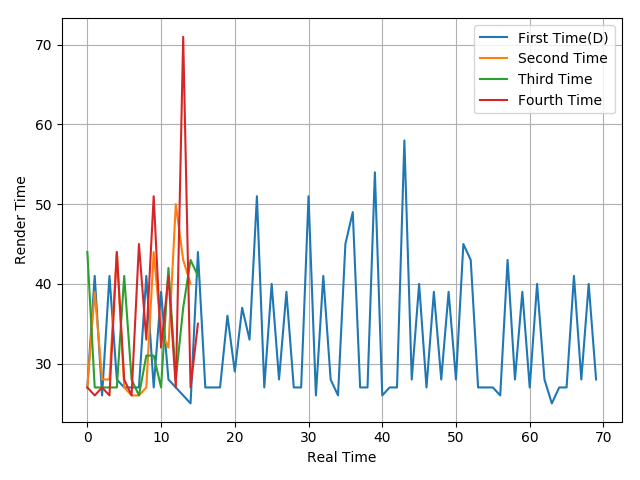 First Time(D)
Second Time
Third Time
Fourth Time
70
60
50
40
30
Render Time
0 10 20 30 40 50 60 70
Real Time